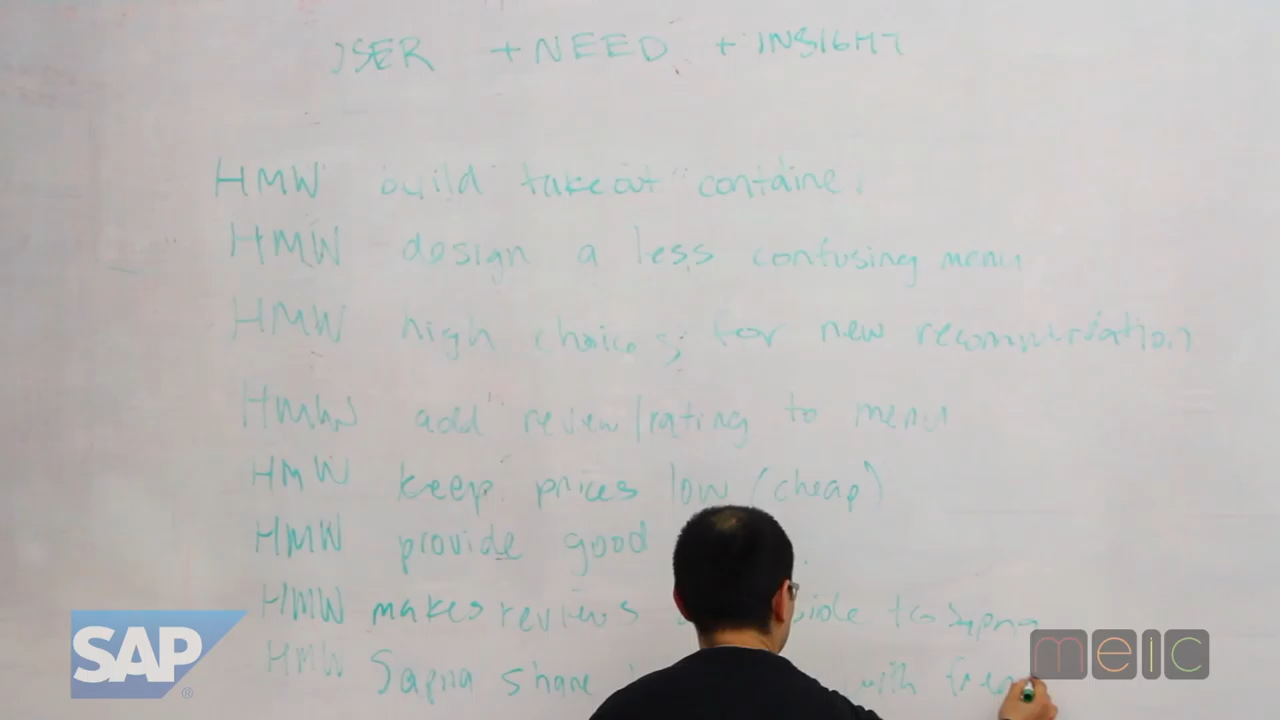 USER + NEED + INSIGHT
HMW build takeout container
HMW design a less confusing menu
HMW high choices for new recommendation
HMW add review/rating to menu
HMW keep prices low (cheap)
HMW provide good
HMW makes reviews to Sapna
HMW Sapna share with
SAP®
meic